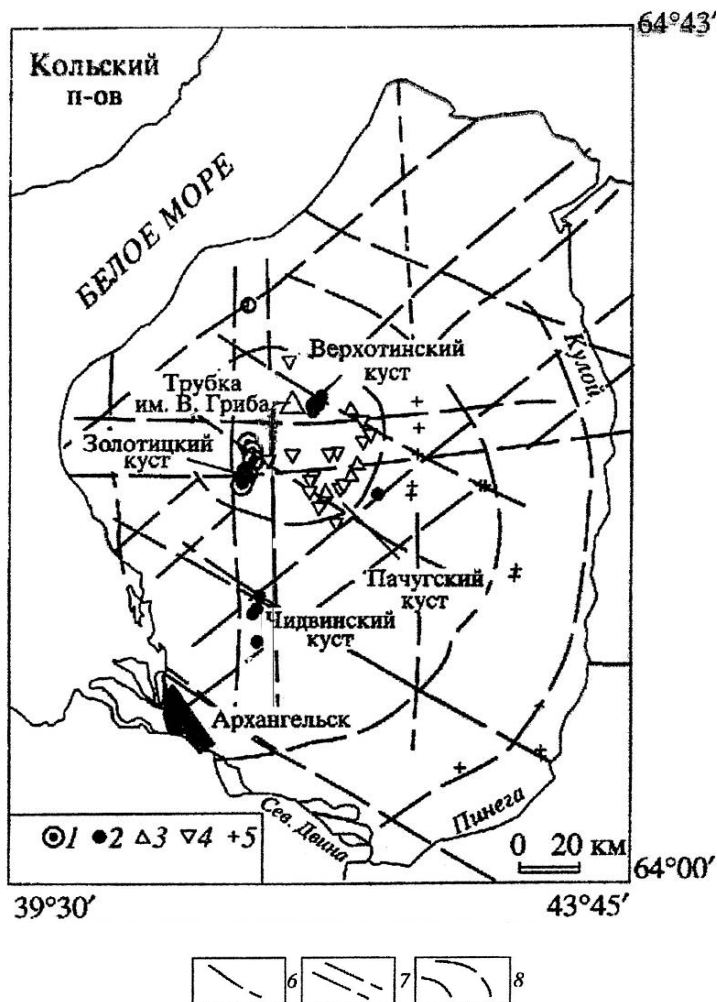 64°43′
Кольский
п-ов
БЕЛОЕ МОРЕ
Верхотинский
куст
Кулой
Трубка
им. В. Гриба
Золотицкий
куст
Пачугский
куст
Чидвинский
куст
Архангельск
Сев. Двина
Пинега
1 2 3 4 +5
0 20 км
64°00′
39°30′
43°45′
6 7 8